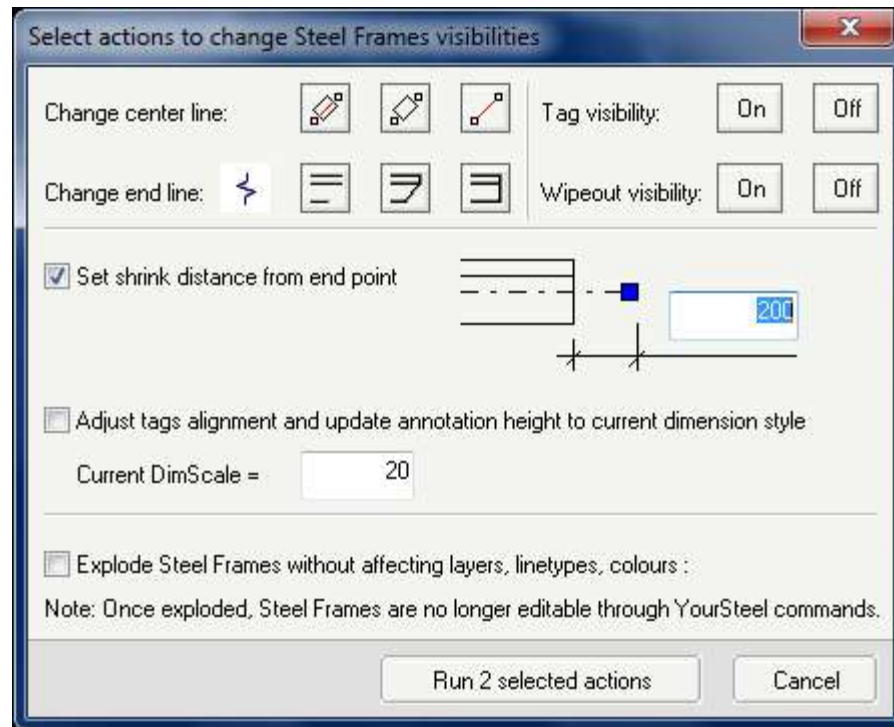 Select actions to change Steel Frames visibilities
Change center line:
Tag visibility: On Off
Change end line:
Wipeout visibility: On Off
Set shrink distance from end point
200
Adjust tags alignment and update annotation height to current dimension style
Current DimScale = 20
Explode Steel Frames without affecting layers, linetypes, colours :
Note: Once exploded, Steel Frames are no longer editable through YourSteel commands.
Run 2 selected actions Cancel